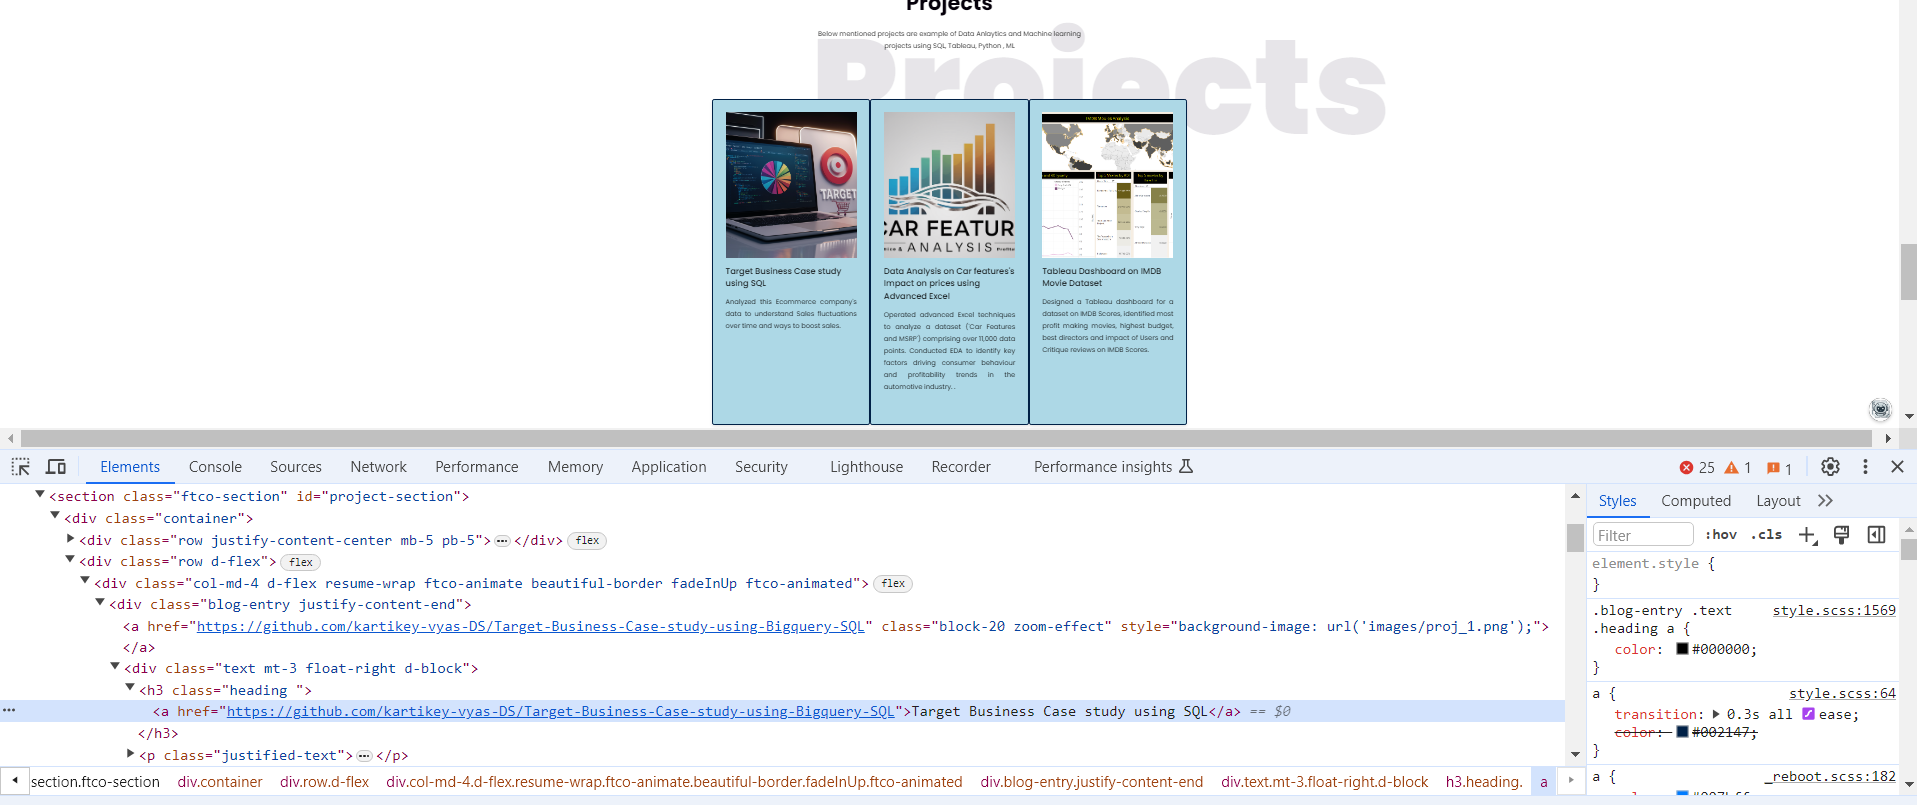 Projects
Below mentioned projects are example of Data Anlaytics and Machine learning
projects using SQL, Tableau, Python , ML
Projects
TARGET
CAR FEATUR
ANALYSIS
IMDB Movies Analysis
Target Business Case study
using SQL
Analyzed this Ecommerce company's
data to understand Sales fluctuations
over time and ways to boost sales.
Data Analysis on Car features's
Impact on prices using
Advanced Excel
Operated advanced Excel techniques
to analyze a dataset ('Car Features
and MSRP') comprising over 11,000 data
points. Conducted EDA to identify key
factors driving consumer behaviour
and profitability trends in the
automotive industry...
Tableau Dashboard on IMDB
Movie Dataset
Designed a Tableau dashboard for a
dataset on IMDB Scores, identified most
profit making movies, highest budget,
best directors and impact of Users and
Critique reviews on IMDB Scores.
Elements Console Sources Network Performance Memory Application Security Lighthouse Recorder Performance insights 25 1 1
<section class="ftco-section" id="project-section">
<div class="container">
<div class="row justify-content-center mb-5 pb-5"> ··· </div> flex
<div class="row d-flex"> flex
<div class="col-md-4 d-flex resume-wrap ftco-animate beautiful-border fadeInUp ftco-animated"> flex
<div class="blog-entry justify-content-end">
<a href="https://github.com/kartikey-vyas-DS/Target-Business-Case-study-using-Bigquery-SQL" class="block-20 zoom-effect" style="background-image: url('images/proj_1.png');">
</a>
<div class="text mt-3 float-right d-block">
<h3 class="heading ">
··· <a href="https://github.com/kartikey-vyas-DS/Target-Business-Case-study-using-Bigquery-SQL">Target Business Case study using SQL</a> == $0
</h3>
<p class="justified-text"> ··· </p>
section.ftco-section div.container div.row.d-flex div.col-md-4.d-flex.resume-wrap.ftco-animate.beautiful-border.fadeInUp.ftco-animated div.blog-entry.justify-content-end div.text.mt-3.float-right.d-block h3.heading. a
Styles Computed Layout
Filter :hov .cls
element.style {
}
.blog-entry .text style.scss:1569
.heading a {
color: #000000;
}
a { style.scss:64
transition: 0.3s all ease;
color: #002147;
}
a { _reboot.scss:182